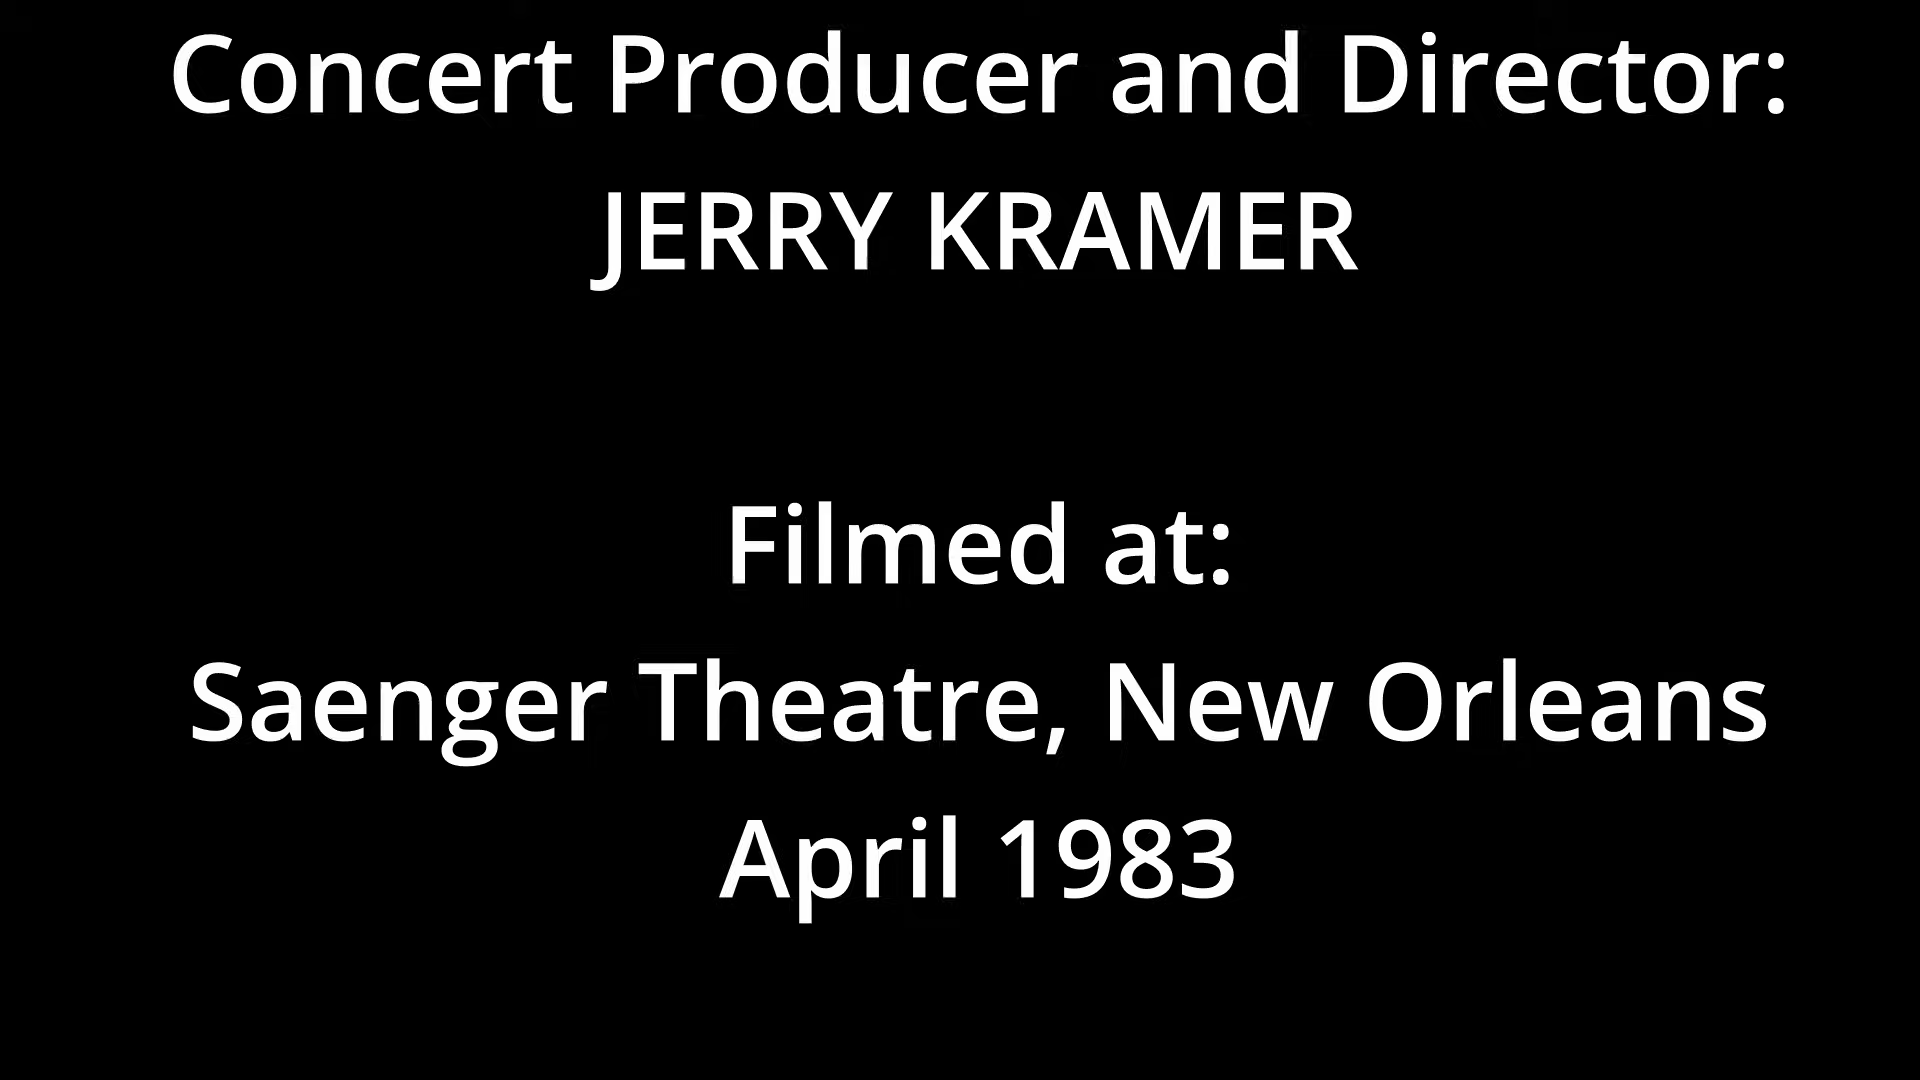 Concert Producer and Director:
JERRY KRAMER
Filmed at:
Saenger Theatre, New Orleans
April 1983